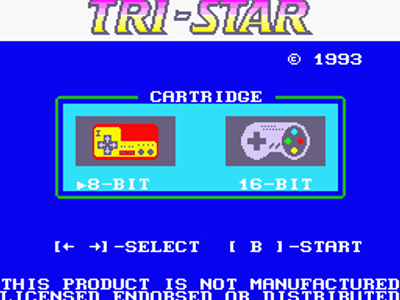 TRI-STAR
© 1993
CARTRIDGE
▶8-BIT 16-BIT
[← →]-SELECT [ B ]-START
THIS PRODUCT IS NOT MANUFACTURED
LICENSED ENDORSED OR DISTRIBUTED